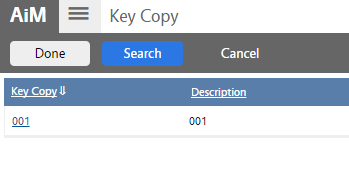 AiM Key Copy
Done Search Cancel
Key Copy⇓ Description
001 001